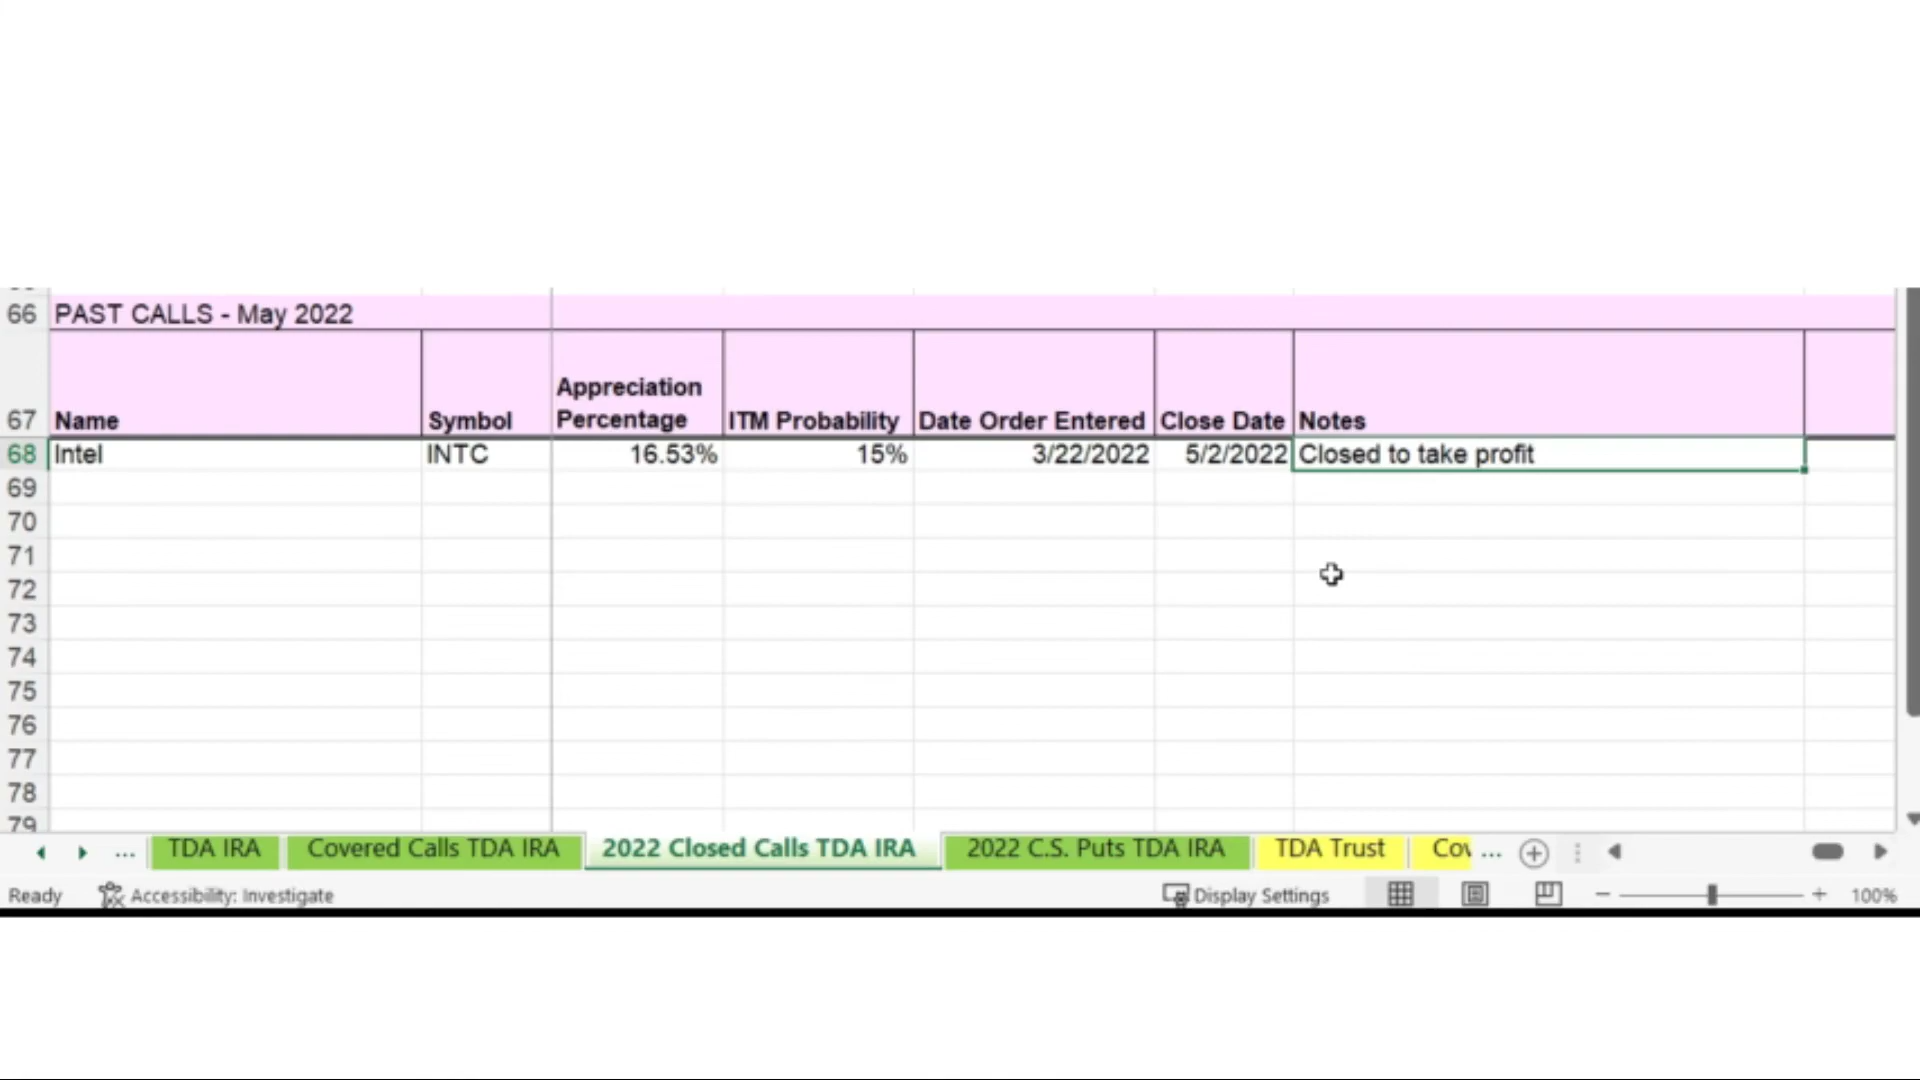 66 PAST CALLS - May 2022
Appreciation
67 Name Symbol Percentage ITM Probability Date Order Entered Close Date Notes
68 Intel INTC 16.53% 15% 3/22/2022 5/2/2022 Closed to take profit
69
70
71
72
73
74
75
76
77
78
79
... TDA IRA Covered Calls TDA IRA 2022 Closed Calls TDA IRA 2022 C.S. Puts TDA IRA TDA Trust Cov ...
Ready Accessibility: Investigate Display Settings 100%